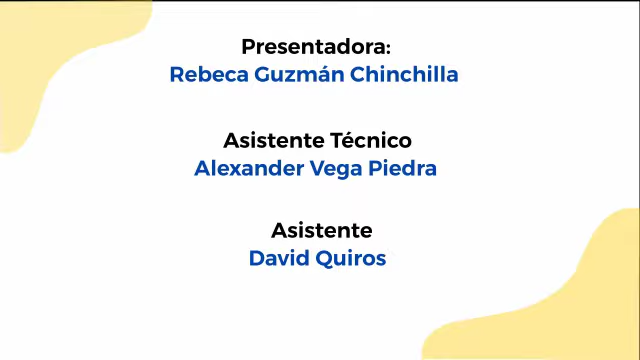 Presentadora:
Rebeca Guzmán Chinchilla
Asistente Técnico
Alexander Vega Piedra
Asistente
David Quiros